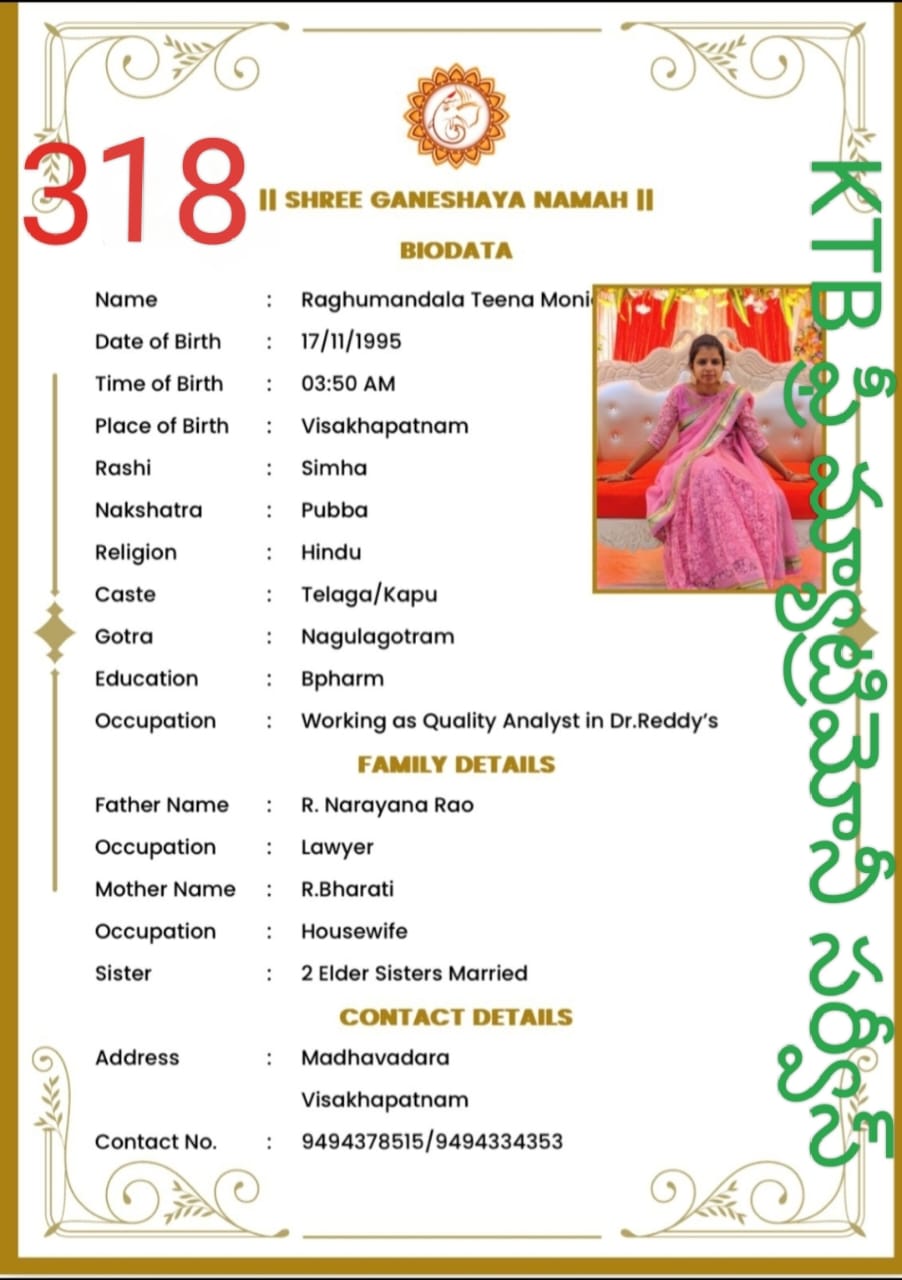 318
|| SHREE GANESHAYA NAMAH ||
BIODATA
Name : Raghumandala Teena
Date of Birth : 17/11/1995
Time of Birth : 03:50 AM
Place of Birth : Visakhapatnam
Rashi : Simha
Nakshatra : Pubba
Religion : Hindu
Caste : Telaga/Kapu
Gotra : Nagulagotram
Education : Bpharm
Occupation : Working as Quality Analyst in Dr.Reddy’s
FAMILY DETAILS
Father Name : R. Narayana Rao
Occupation : Lawyer
Mother Name : R.Bharati
Occupation : Housewife
Sister : 2 Elder Sisters Married
CONTACT DETAILS
Address : Madhavadara
Visakhapatnam
Contact No. : 9494378515/9494334353
KTB శ్రీ మాట్రిమోనీ సర్వీస్